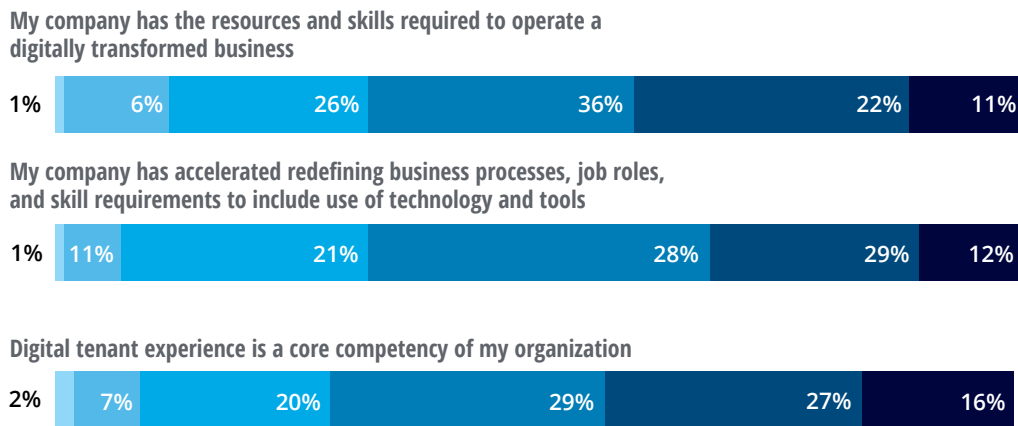 My company has the resources and skills required to operate a
digitally transformed business
1% 6% 26% 36% 22% 11%
My company has accelerated redefining business processes, job roles,
and skill requirements to include use of technology and tools
1% 11% 21% 28% 29% 12%
Digital tenant experience is a core competency of my organization
2% 7% 20% 29% 27% 16%